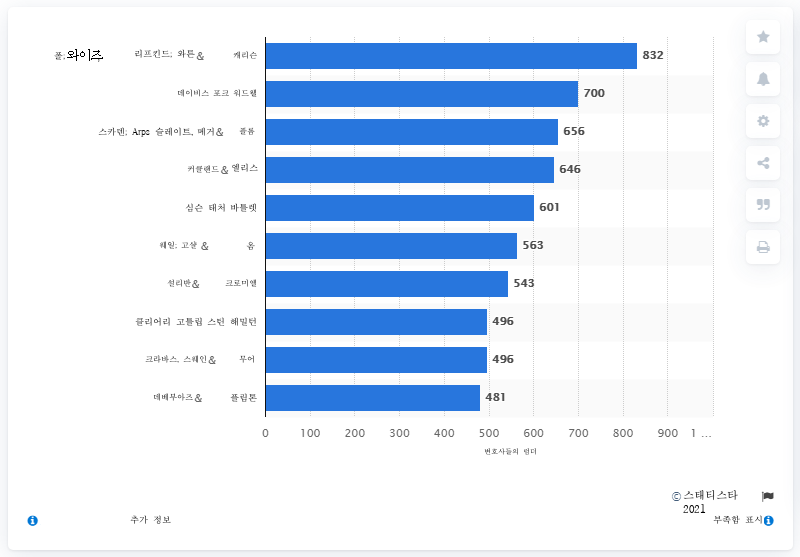 폴; 와이즈 리프킨드; 와튼 & 개리슨 832
데이비스 포크 워드웰 700
스카덴; Arps 슬레이트, 메거 & 플롬 656
커클랜드 & 엘리스 646
심슨 태처 바틀렛 601
웨일; 고샬 & 옴 563
설리반 & 크로미엘 543
클리어리 고틀립 스틴 해밀턴 496
크라바스, 스웨인 & 무어 496
데베부아즈 & 플림톤 481
0 100 200 300 400 500 600 700 800 900 1 ...
변호사들의 린더
© 스태티스타 2021
추가 정보 부족함 표시